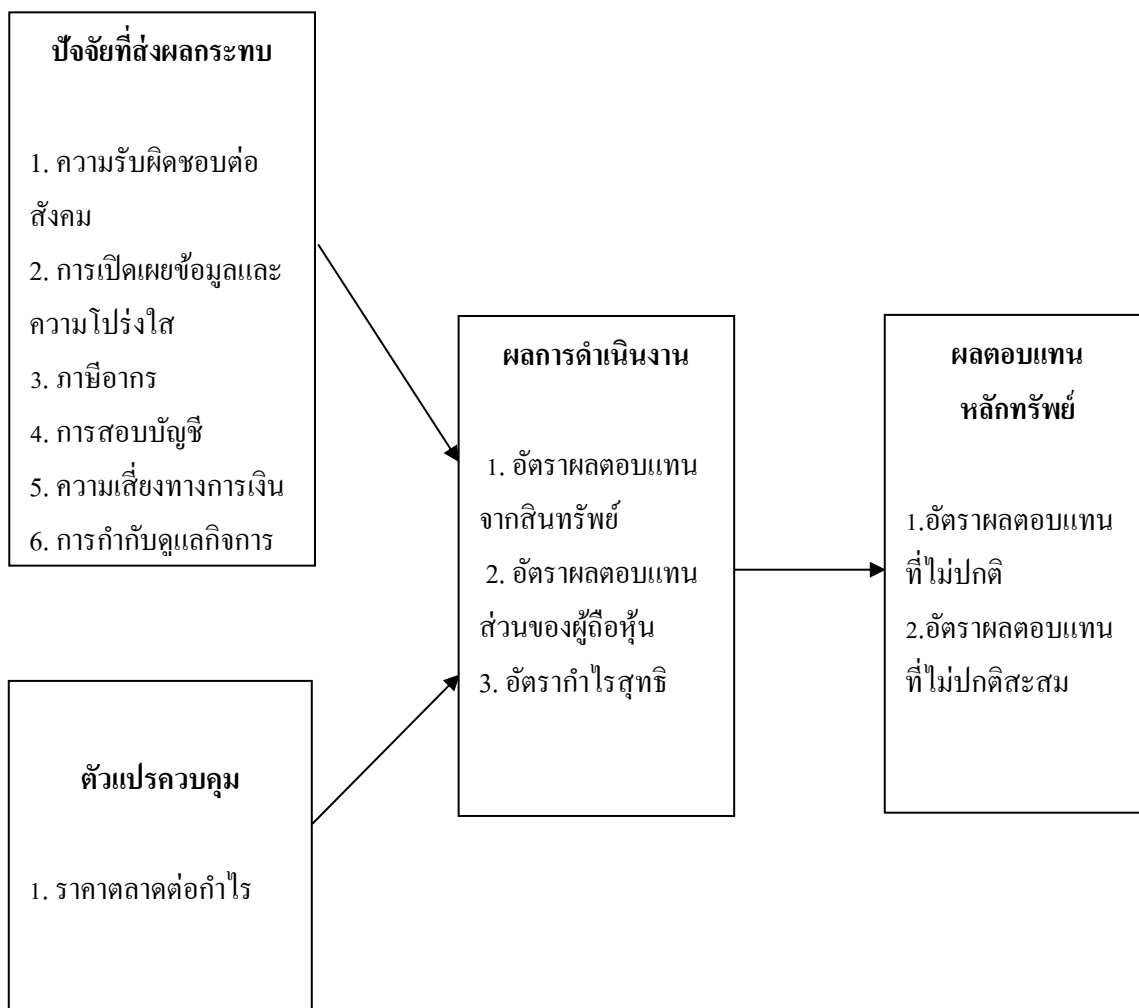 ปัจจัยที่ส่งผลกระทบ
1. ความรับผิดชอบต่อ
สังคม
2. การเปิดเผยข้อมูลและ
ความโปร่งใส
3. ภาษีอากร
4. การสอบบัญชี
5. ความเสี่ยงทางการเงิน
6. การกำกับดูแลกิจการ
ตัวแปรควบคุม
1. ราคาตลาดต่อกำไร
ผลการดำเนินงาน
1. อัตราผลตอบแทน
จากสินทรัพย์
2. อัตราผลตอบแทน
ส่วนของผู้ถือหุ้น
3. อัตรากำไรสุทธิ
ผลตอบแทน
หลักทรัพย์
1.อัตราผลตอบแทน
ที่ไม่ปกติ
2.อัตราผลตอบแทน
ที่ไม่ปกติสะสม